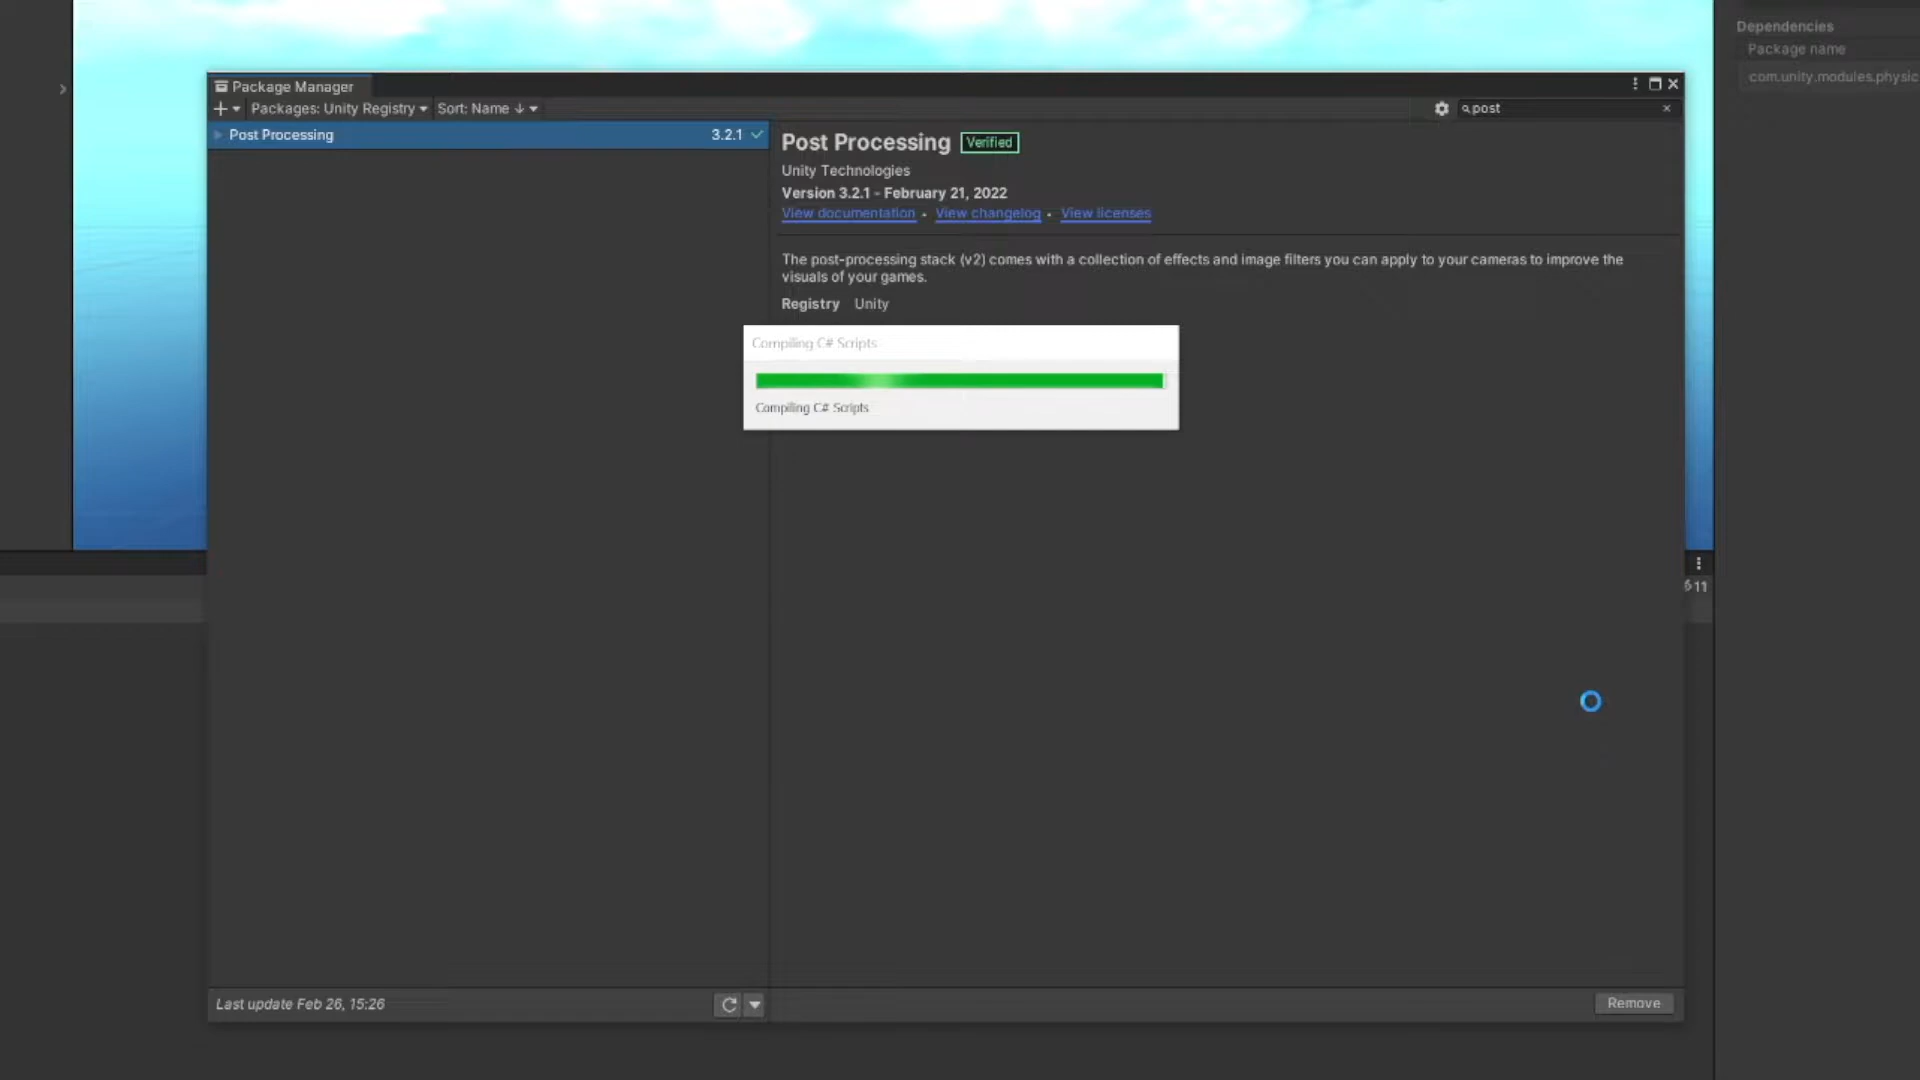 Dependencies
Package name
com.unity.modules.physic
Package Manager
Packages: Unity Registry Sort: Name ↓
post
Post Processing 3.2.1
Post Processing Verified
Unity Technologies
Version 3.2.1 - February 21, 2022
View documentation • View changelog • View licenses
The post-processing stack (v2) comes with a collection of effects and image filters you can apply to your cameras to improve the
visuals of your games.
Registry Unity
Compiling C# Scripts
Compiling C# Scripts
11
Last update Feb 26, 15:26
Remove